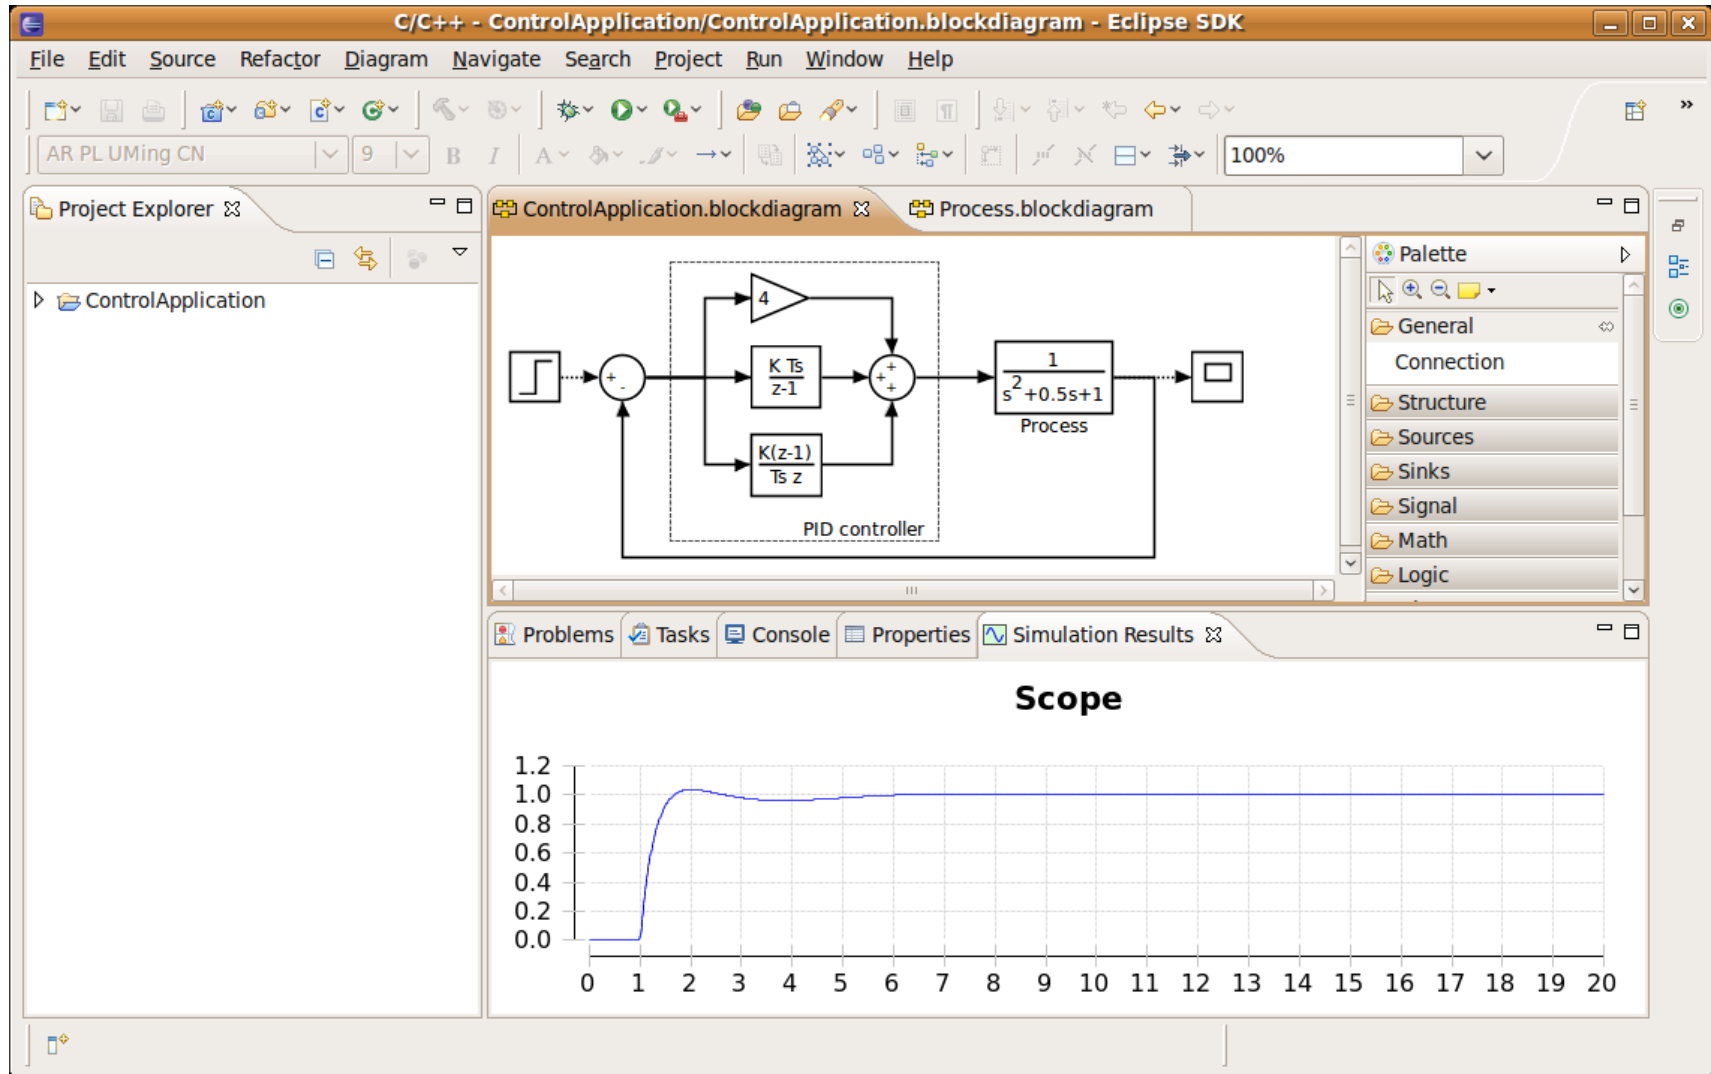 C/C++ - ControlApplication/ControlApplication.blockdiagram - Eclipse SDK
File Edit Source Refactor Diagram Navigate Search Project Run Window Help
AR PL UMing CN 9 B I A 100%
Project Explorer
ControlApplication
ControlApplication.blockdiagram Process.blockdiagram
4
+ -
K Ts
z-1
+ + +
K(z-1)
Ts z
PID controller
1
s2+0.5s+1
Process
Palette
General
Connection
Structure
Sources
Sinks
Signal
Math
Logic
Problems Tasks Console Properties Simulation Results
Scope
1.2
1.0
0.8
0.6
0.4
0.2
0.0
0 1 2 3 4 5 6 7 8 9 10 11 12 13 14 15 16 17 18 19 20